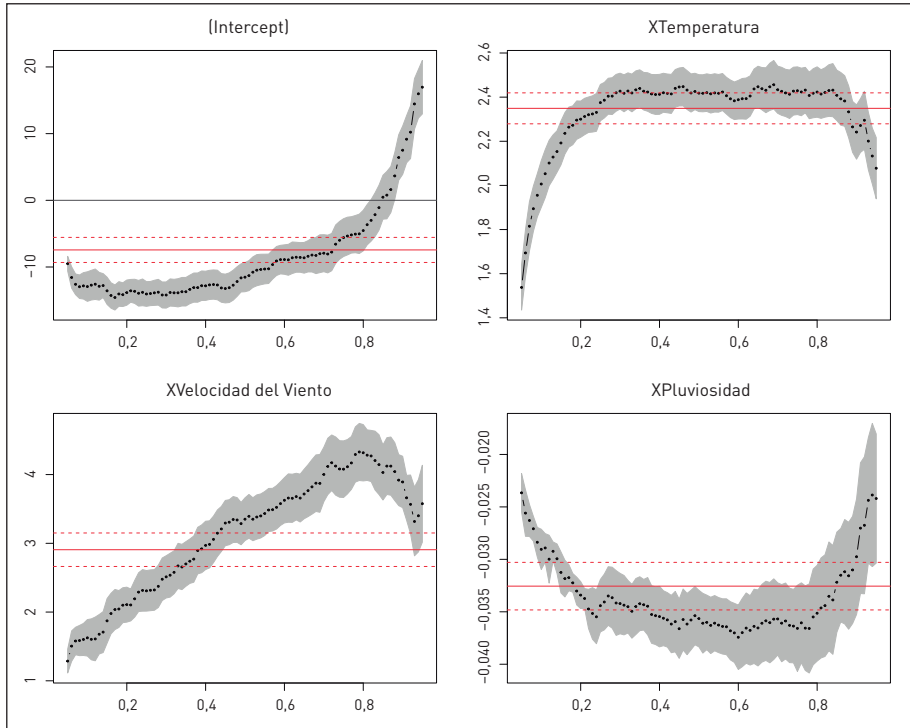 (Intercept)
20
10
0
−10
0,2 0,4 0,6 0,8
XTemperatura
2,6
2,4
2,2
2,0
1,8
1,6
1,4
0,2 0,4 0,6 0,8
XVelocidad del Viento
4
3
2
1
0,2 0,4 0,6 0,8
XPluviosidad
−0,020
−0,025
−0,030
−0,035
−0,040
0,2 0,4 0,6 0,8